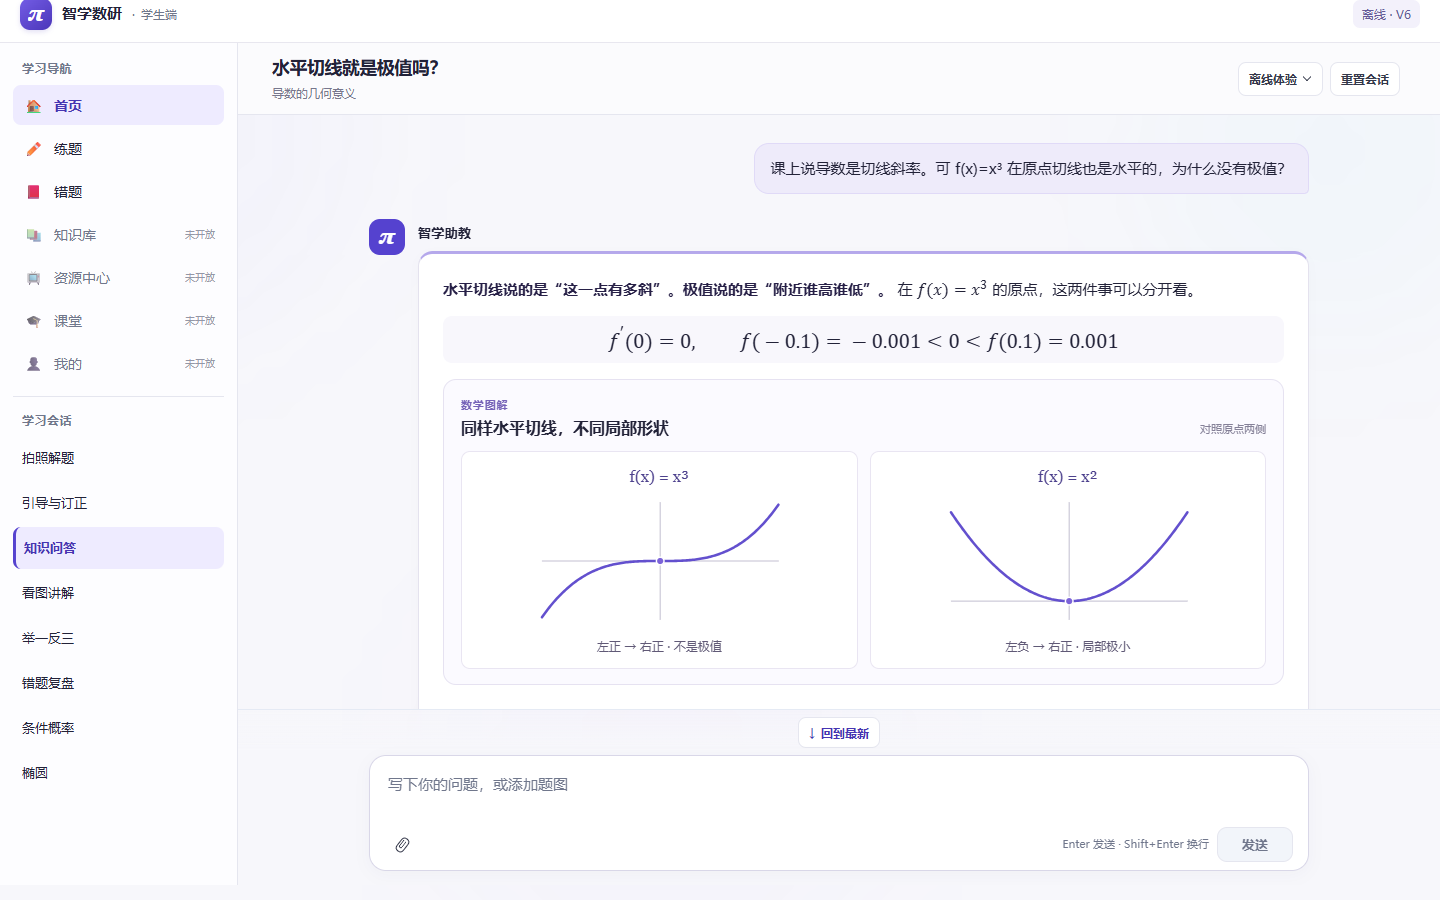 π 智学数研 · 学生端
离线 · V6
学习导航
首页
练题
错题
知识库 未开放
资源中心 未开放
课堂 未开放
我的 未开放
学习会话
拍照解题
引导与订正
知识问答
看图讲解
举一反三
错题复盘
条件概率
椭圆
水平切线就是极值吗？
导数的几何意义
离线体验
重置会话
课上说导数是切线斜率。可 f(x)=x³ 在原点切线也是水平的，为什么没有极值？
π 智学助教
水平切线说的是“这一点有多斜”。极值说的是“附近谁高谁低”。 在 f(x) = x³ 的原点，这两件事可以分开看。
f′(0) = 0, f(−0.1) = −0.001 < 0 < f(0.1) = 0.001
数学图解
同样水平切线，不同局部形状
对照原点两侧
f(x) = x³
左正 → 右正 · 不是极值
f(x) = x²
左负 → 右正 · 局部极小
↓ 回到最新
写下你的问题，或添加题图
Enter 发送 · Shift+Enter 换行
发送